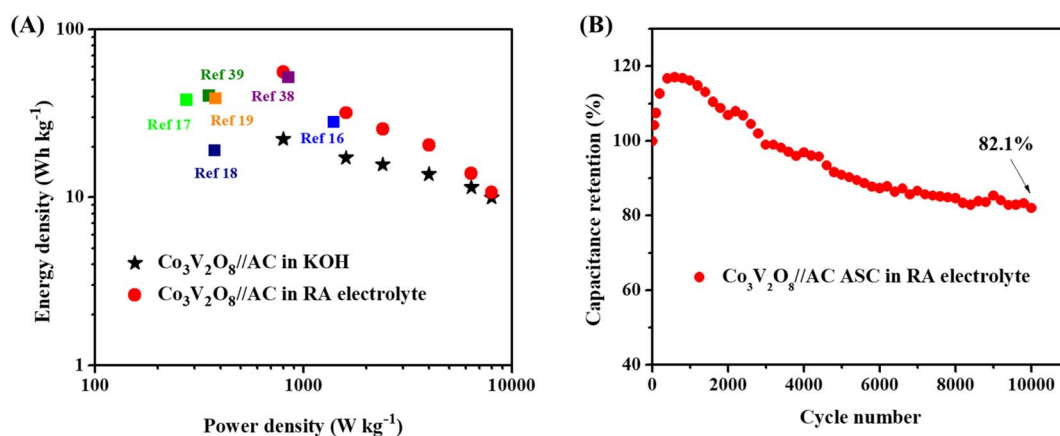 (A)
100
10
1
Energy density (Wh kg⁻¹)
Ref 39
Ref 38
Ref 17
Ref 19
Ref 16
Ref 18
Co₃V₂O₈//AC in KOH
Co₃V₂O₈//AC in RA electrolyte
100
1000
10000
Power density (W kg⁻¹)
(B)
120
100
80
60
40
Capacitance retention (%)
82.1%
Co₃V₂O₈//AC ASC in RA electrolyte
0
2000
4000
6000
8000
10000
Cycle number